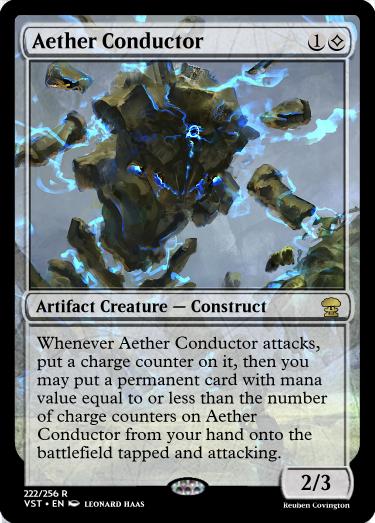 Aether Conductor 1
Artifact Creature — Construct
Whenever Aether Conductor attacks,
put a charge counter on it, then you
may put a permanent card with mana
value equal to or less than the number
of charge counters on Aether
Conductor from your hand onto the
battlefield tapped and attacking.
2/3
222/256 R
VST • EN LEONARD HAAS
Reuben Covington